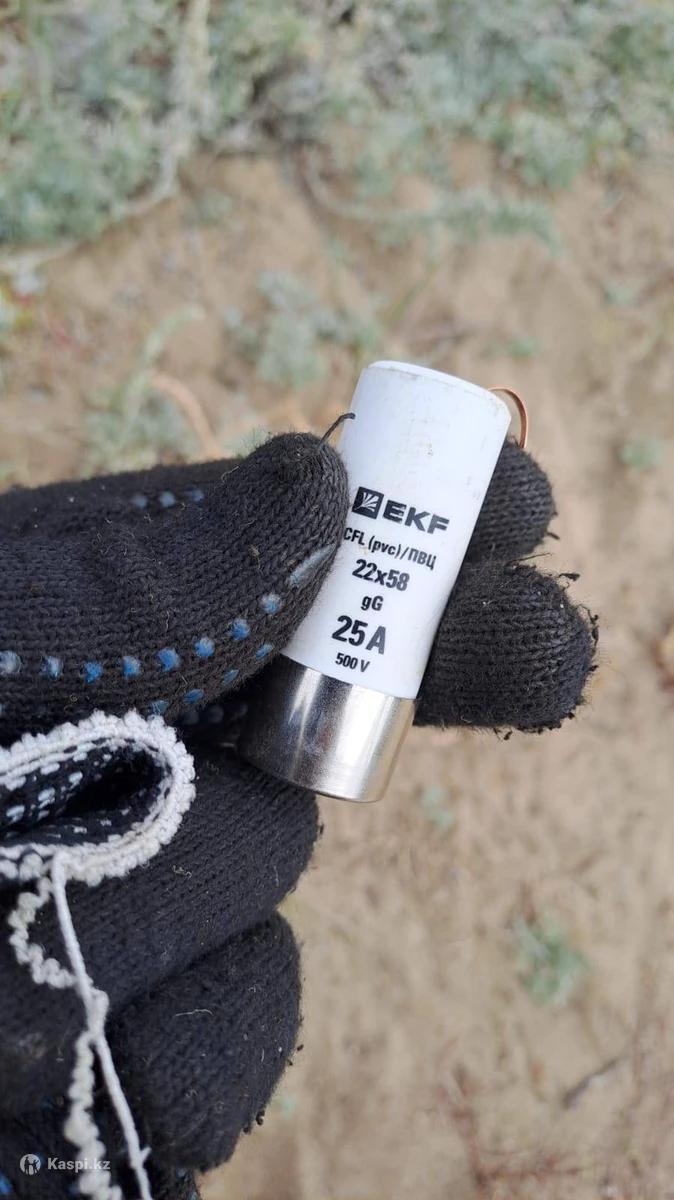 EKF
CFL (pvc)/ПВЦ
22x58
gG
25A
500 V
Kaspi.kz